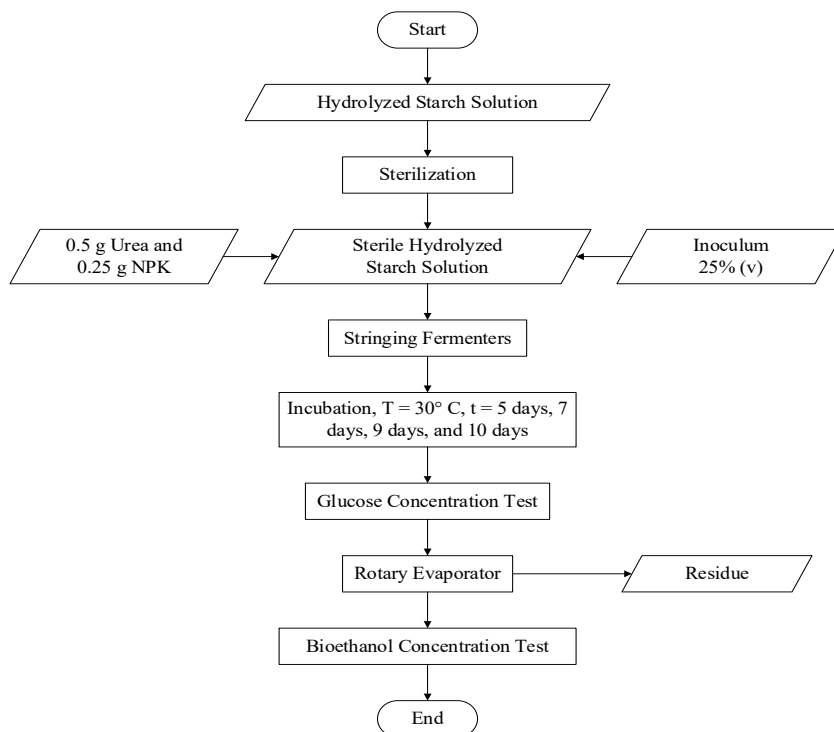 Start
Hydrolyzed Starch Solution
Sterilization
0.5 g Urea and
0.25 g NPK
Sterile Hydrolyzed
Starch Solution
Inoculum
25% (v)
Stringing Fermenters
Incubation, T = 30° C, t = 5 days, 7
days, 9 days, and 10 days
Glucose Concentration Test
Rotary Evaporator
Residue
Bioethanol Concentration Test
End